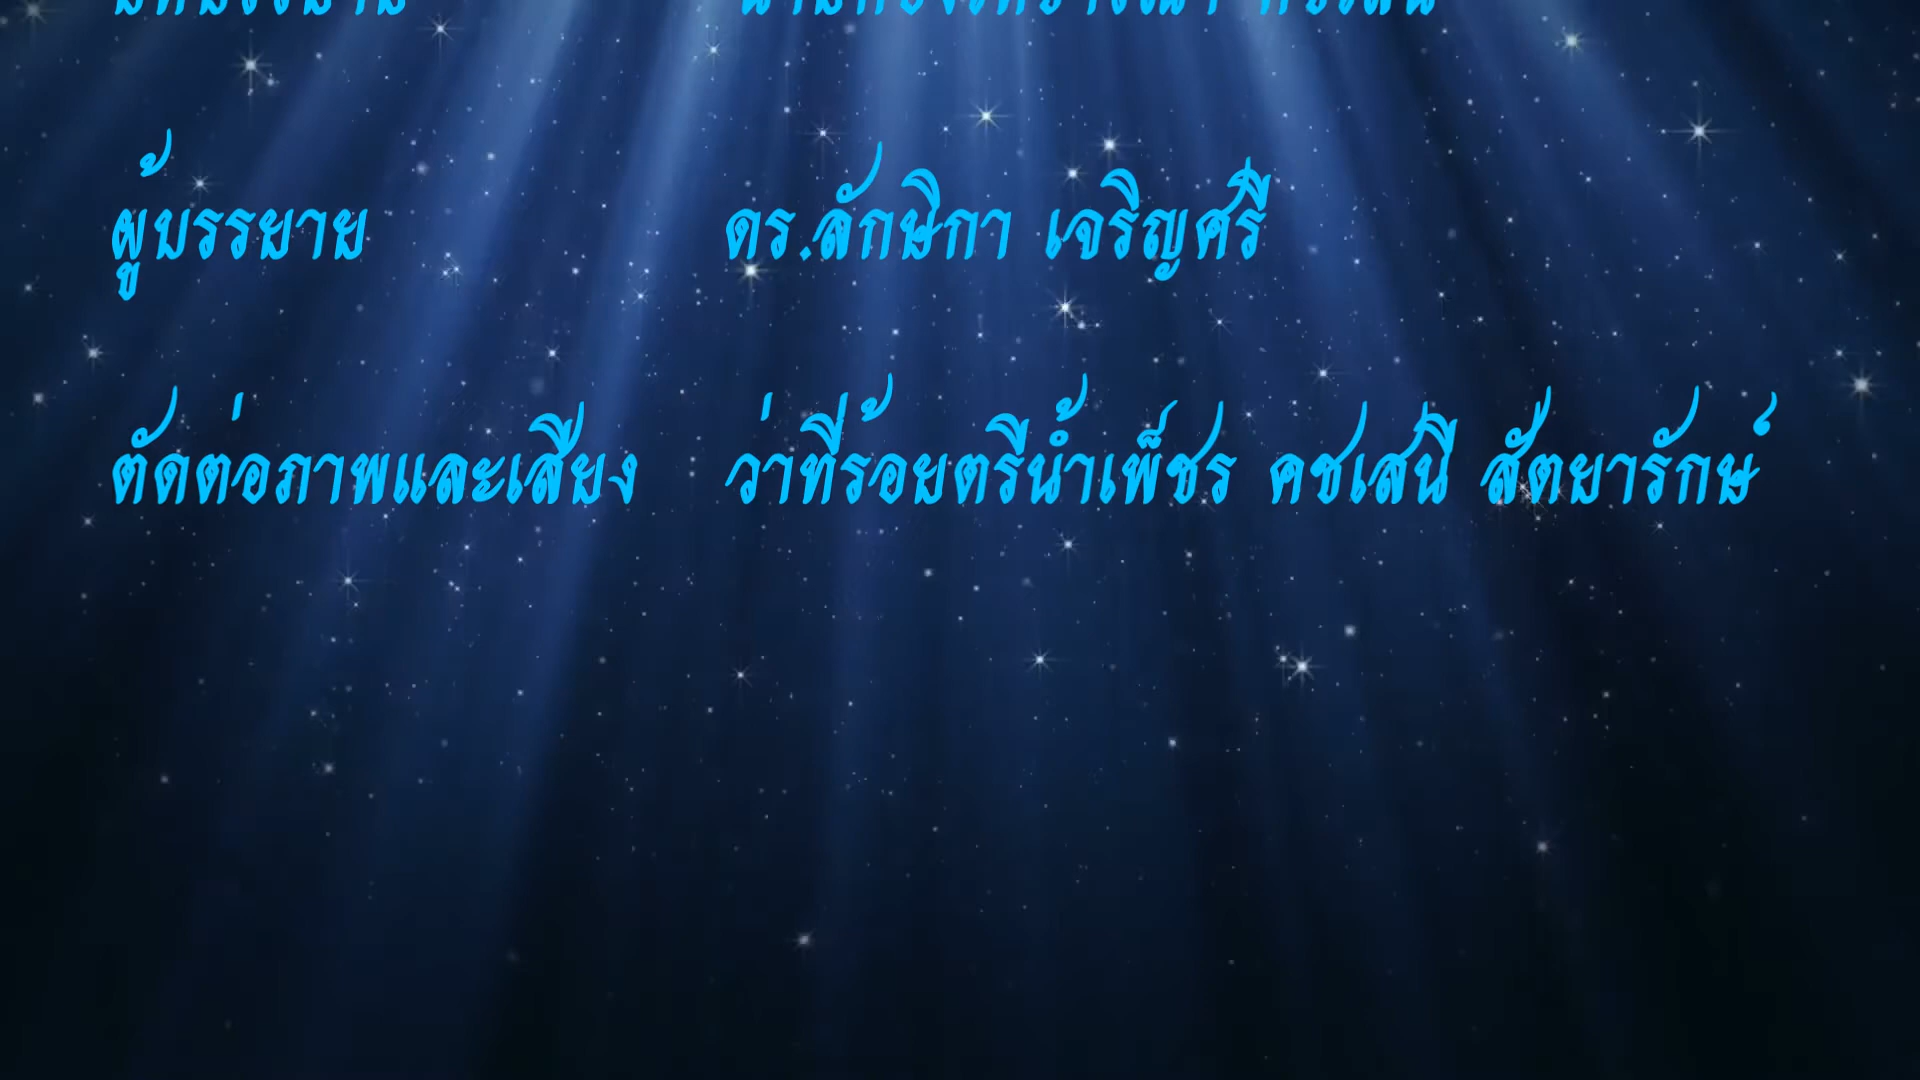 ผู้บรรยาย ดร.ลักษิกา เจริญศรี
ตัดต่อภาพและเสียง ว่าที่ร้อยตรีน้ำเพ็ชร คชเสนี สัตยารักษ์